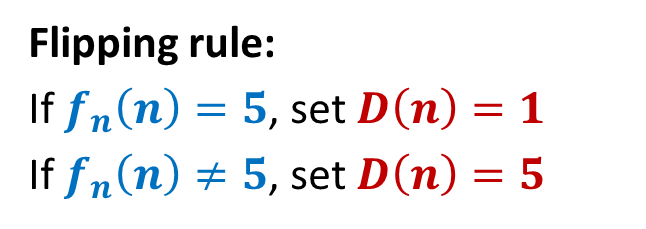 Flipping rule:
If fₙ(n) = 5, set D(n) = 1
If fₙ(n) ≠ 5, set D(n) = 5